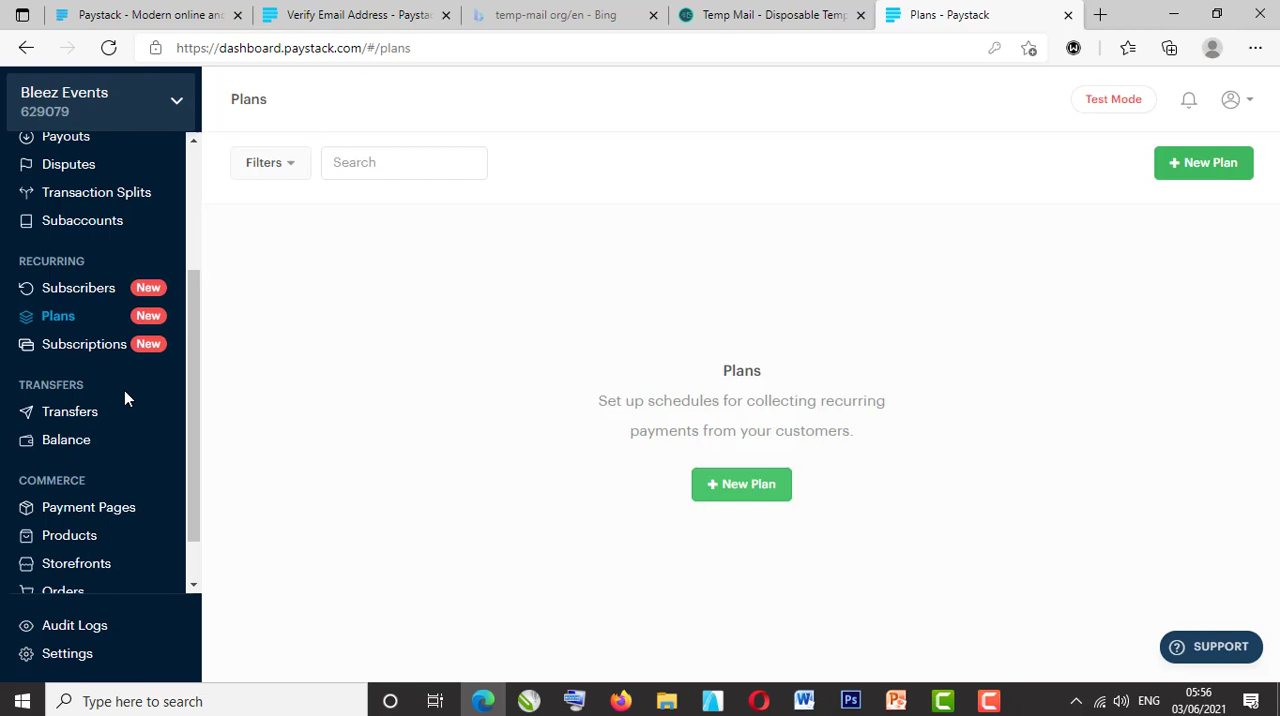 Paystack - Modern online and
Verify Email Address - Paystac
temp-mail org/en - Bing
Temp Mail - Disposable Temp
Plans - Paystack
https://dashboard.paystack.com/#/plans
Bleez Events
629079
Plans
Test Mode
Payouts
Disputes
Transaction Splits
Subaccounts
Filters
Search
+ New Plan
RECURRING
Subscribers New
Plans New
Subscriptions New
TRANSFERS
Transfers
Balance
COMMERCE
Payment Pages
Products
Storefronts
Orders
Plans
Set up schedules for collecting recurring
payments from your customers.
+ New Plan
Audit Logs
Settings
? SUPPORT
Type here to search
ENG
05:56
03/06/2021